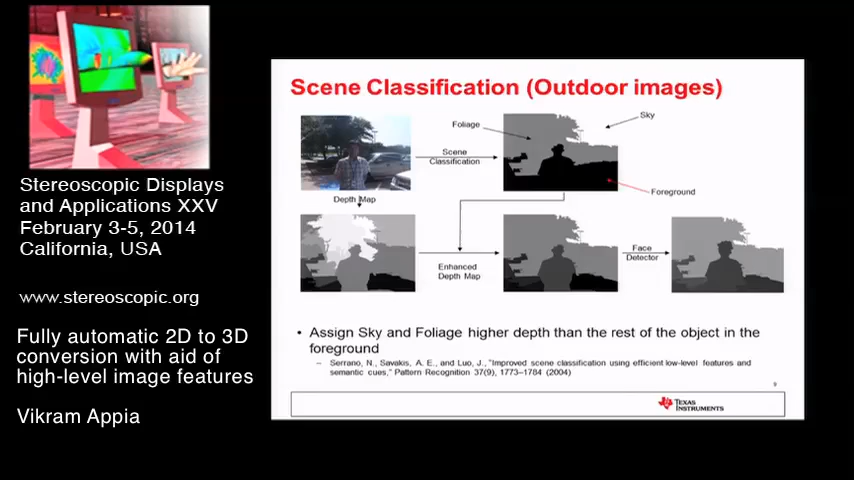 Stereoscopic Displays
and Applications XXV
February 3-5, 2014
California, USA
www.stereoscopic.org
Fully automatic 2D to 3D
conversion with aid of
high-level image features
Vikram Appia
Scene Classification (Outdoor images)
Foliage
Sky
Scene
Classification
Foreground
Depth Map
Enhanced
Depth Map
Face
Detector
• Assign Sky and Foliage higher depth than the rest of the object in the
foreground
– Serrano, N., Savakis, A. E., and Luo, J., "Improved scene classification using efficient low-level features and
semantic cues," Pattern Recognition 37(9), 1773–1784 (2004)
9
TEXAS
INSTRUMENTS